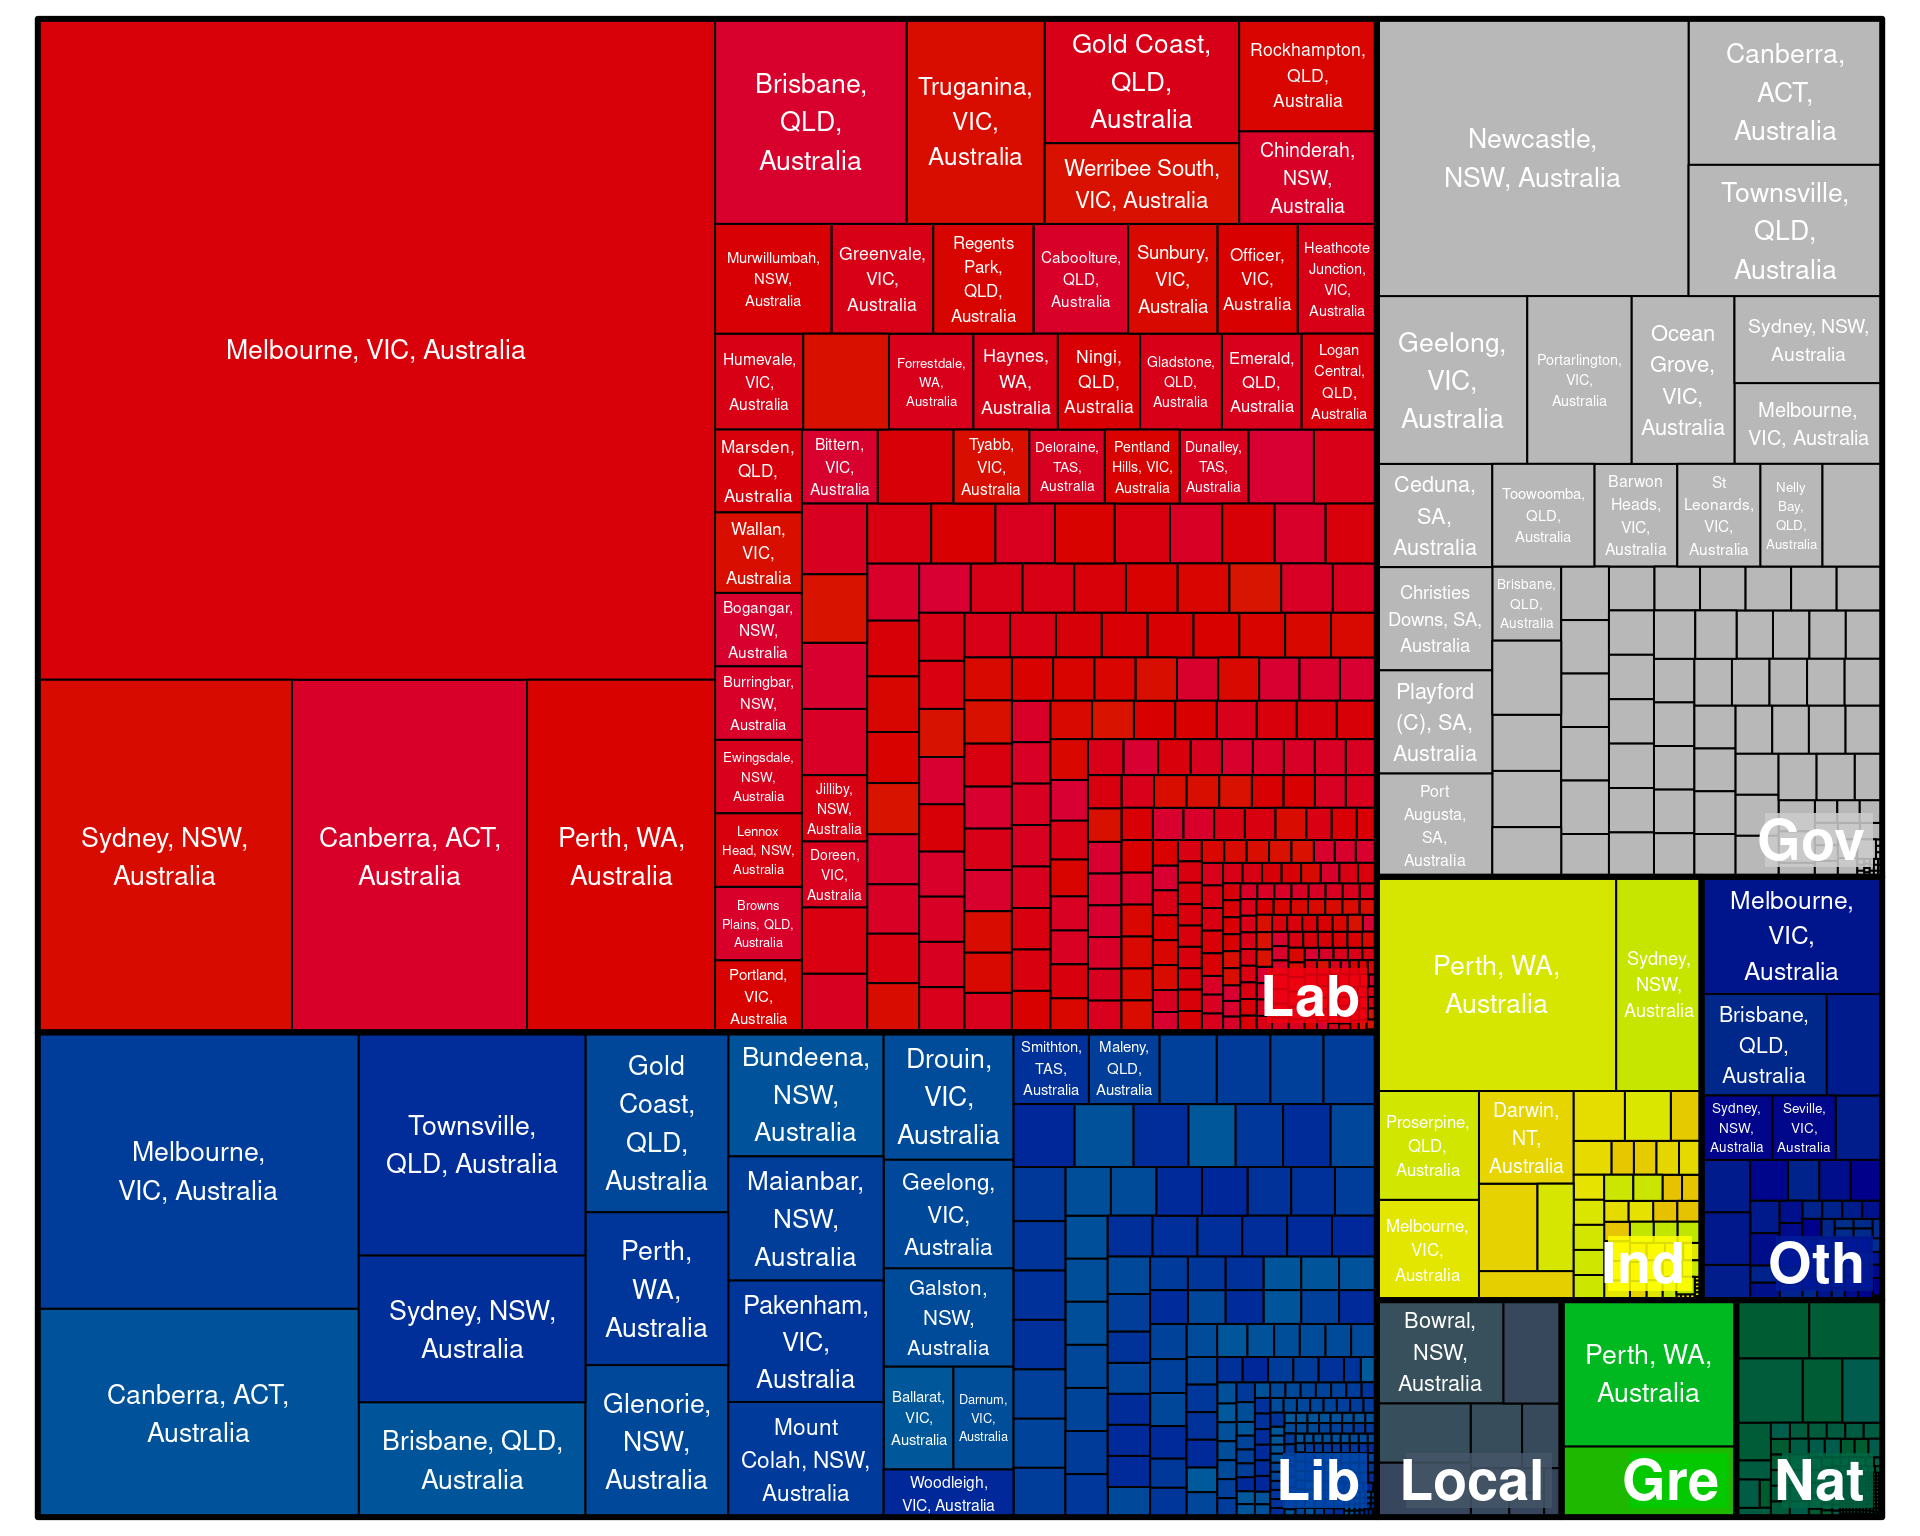 Melbourne, VIC, Australia
Sydney, NSW,
Australia
Canberra, ACT,
Australia
Perth, WA,
Australia
Brisbane,
QLD,
Australia
Truganina,
VIC,
Australia
Gold Coast,
QLD,
Australia
Werribee South,
VIC, Australia
Rockhampton,
QLD,
Australia
Chinderah,
NSW,
Australia
Murwillumbah,
NSW,
Australia
Greenvale,
VIC,
Australia
Regents
Park,
QLD,
Australia
Caboolture,
QLD,
Australia
Sunbury,
VIC,
Australia
Officer,
VIC,
Australia
Heathcote
Junction,
VIC,
Australia
Humevale,
VIC,
Australia
Forrestdale,
WA,
Australia
Haynes,
WA,
Australia
Ningi,
QLD,
Australia
Gladstone,
QLD,
Australia
Emerald,
QLD,
Australia
Logan
Central,
QLD,
Australia
Marsden,
QLD,
Australia
Bittern,
VIC,
Australia
Tyabb,
VIC,
Australia
Deloraine,
TAS,
Australia
Pentland
Hills, VIC,
Australia
Dunalley,
TAS,
Australia
Wallan,
VIC,
Australia
Bogangar,
NSW,
Australia
Burringbar,
NSW,
Australia
Ewingsdale,
NSW,
Australia
Lennox
Head, NSW,
Australia
Browns
Plains, QLD,
Australia
Portland,
VIC,
Australia
Jilliby,
NSW,
Australia
Doreen,
VIC,
Australia
Lab
Newcastle,
NSW, Australia
Canberra,
ACT,
Australia
Townsville,
QLD,
Australia
Geelong,
VIC,
Australia
Portarlington,
VIC,
Australia
Ocean
Grove,
VIC,
Australia
Sydney, NSW,
Australia
Melbourne,
VIC, Australia
Ceduna,
SA,
Australia
Toowoomba,
QLD,
Australia
Barwon
Heads,
VIC,
Australia
St
Leonards,
VIC,
Australia
Nelly
Bay,
QLD,
Australia
Christies
Downs, SA,
Australia
Brisbane,
QLD,
Australia
Playford
(C), SA,
Australia
Port
Augusta,
SA,
Australia
Gov
Melbourne,
VIC, Australia
Canberra, ACT,
Australia
Townsville,
QLD, Australia
Sydney, NSW,
Australia
Brisbane, QLD,
Australia
Gold
Coast,
QLD,
Australia
Perth,
WA,
Australia
Glenorie,
NSW,
Australia
Bundeena,
NSW,
Australia
Maianbar,
NSW,
Australia
Pakenham,
VIC,
Australia
Mount
Colah, NSW,
Australia
Drouin,
VIC,
Australia
Geelong,
VIC,
Australia
Galston,
NSW,
Australia
Ballarat,
VIC,
Australia
Darnum,
VIC,
Australia
Woodleigh,
VIC, Australia
Smithton,
TAS,
Australia
Maleny,
QLD,
Australia
Lib
Perth, WA,
Australia
Sydney,
NSW,
Australia
Proserpine,
QLD,
Australia
Darwin,
NT,
Australia
Melbourne,
VIC,
Australia
Ind
Melbourne,
VIC,
Australia
Brisbane,
QLD,
Australia
Sydney,
NSW,
Australia
Seville,
VIC,
Australia
Oth
Bowral,
NSW,
Australia
Local
Perth, WA,
Australia
Gre
Nat